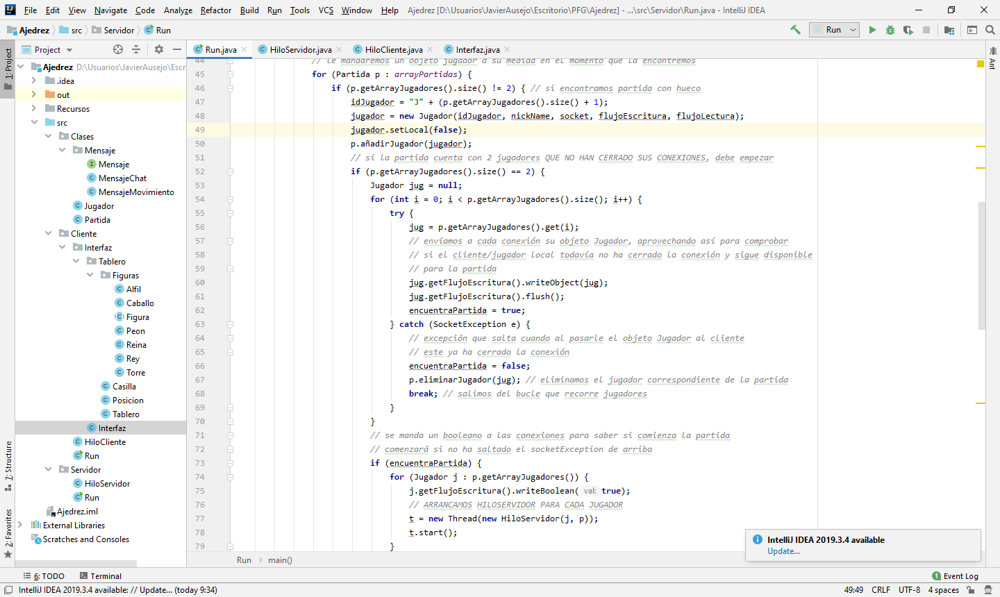 File Edit View Navigate Code Analyze Refactor Build Run Tools VCS Window Help Ajedrez [D:\Usuarios\JavierAusejo\Escritorio\PFG\Ajedrez] - ...\src\Servidor\Run.java - IntelliJ IDEA
Ajedrez src Servidor Run
Run
1: Project
7: Structure
2: Favorites
Project
Ajedrez D:\Usuarios\JavierAusejo\Escr
.idea
out
Recursos
src
Clases
Mensaje
Mensaje
MensajeChat
MensajeMovimiento
Jugador
Partida
Cliente
Interfaz
Tablero
Figuras
Alfil
Caballo
Figura
Peon
Reina
Rey
Torre
Casilla
Posicion
Tablero
Interfaz
HiloCliente
Run
Servidor
HiloServidor
Run
Ajedrez.iml
External Libraries
Scratches and Consoles
Run.java HiloServidor.java HiloCliente.java Interfaz.java
44 // le mandaremos un objeto jugador a su medida en el momento que la encontremos
45 for (Partida p : arrayPartidas) {
46 if (p.getArrayJugadores().size() != 2) { // si encontramos partida con hueco
47 idJugador = "J" + (p.getArrayJugadores().size() + 1);
48 jugador = new Jugador(idJugador, nickName, socket, flujoEscritura, flujoLectura);
49 jugador.setLocal(false);
50 p.añadirJugador(jugador);
51 // si la partida cuenta con 2 jugadores QUE NO HAN CERRADO SUS CONEXIONES, debe empezar
52 if (p.getArrayJugadores().size() == 2) {
53 Jugador jug = null;
54 for (int i = 0; i < p.getArrayJugadores().size(); i++) {
55 try {
56 jug = p.getArrayJugadores().get(i);
57 // envíamos a cada conexión su objeto Jugador, aprovechando así para comprobar
58 // si el cliente/jugador local todavía no ha cerrado la conexión y sigue disponible
59 // para la partida
60 jug.getFlujoEscritura().writeObject(jug);
61 jug.getFlujoEscritura().flush();
62 encuentraPartida = true;
63 } catch (SocketException e) {
64 // excepción que salta cuando al pasarle el objeto Jugador al cliente
65 // este ya ha cerrado la conexión
66 encuentraPartida = false;
67 p.eliminarJugador(jug); // eliminamos el jugador correspondiente de la partida
68 break; // salimos del bucle que recorre jugadores
69 }
70 }
71 // se manda un booleano a las conexiones para saber si comienza la partida
72 // comenzará si no ha saltado el socketException de arriba
73 if (encuentraPartida) {
74 for (Jugador j : p.getArrayJugadores()) {
75 j.getFlujoEscritura().writeBoolean( val: true);
76 // ARRANCAMOS HILOSERVIDOR PARA CADA JUGADOR
77 t = new Thread(new HiloServidor(j, p));
78 t.start();
79 }
Run main()
Ant
IntelliJ IDEA 2019.3.4 available
Update...
6: TODO Terminal
1 Event Log
IntelliJ IDEA 2019.3.4 available: // Update... (today 9:34)
49:49 CRLF UTF-8 4 spaces